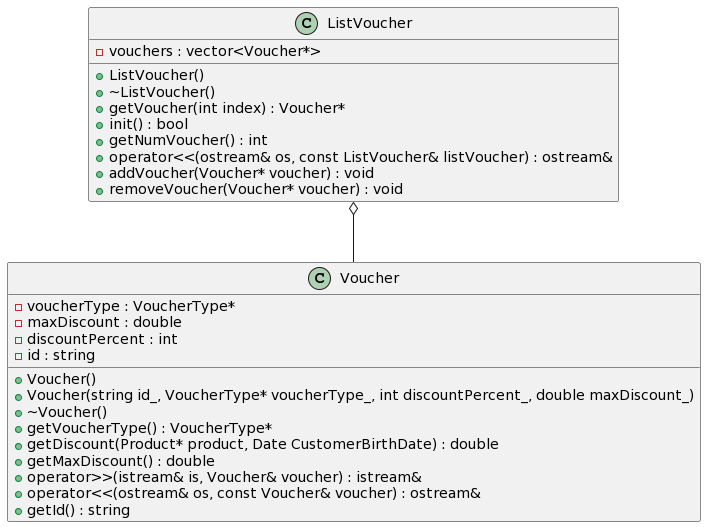 C ListVoucher
vouchers : vector<Voucher*>
ListVoucher()
~ListVoucher()
getVoucher(int index) : Voucher*
init() : bool
getNumVoucher() : int
operator<<(ostream& os, const ListVoucher& listVoucher) : ostream&
addVoucher(Voucher* voucher) : void
removeVoucher(Voucher* voucher) : void
C Voucher
voucherType : VoucherType*
maxDiscount : double
discountPercent : int
id : string
Voucher()
Voucher(string id_, VoucherType* voucherType_, int discountPercent_, double maxDiscount_)
~Voucher()
getVoucherType() : VoucherType*
getDiscount(Product* product, Date CustomerBirthDate) : double
getMaxDiscount() : double
operator>>(istream& is, Voucher& voucher) : istream&
operator<<(ostream& os, const Voucher& voucher) : ostream&
getId() : string